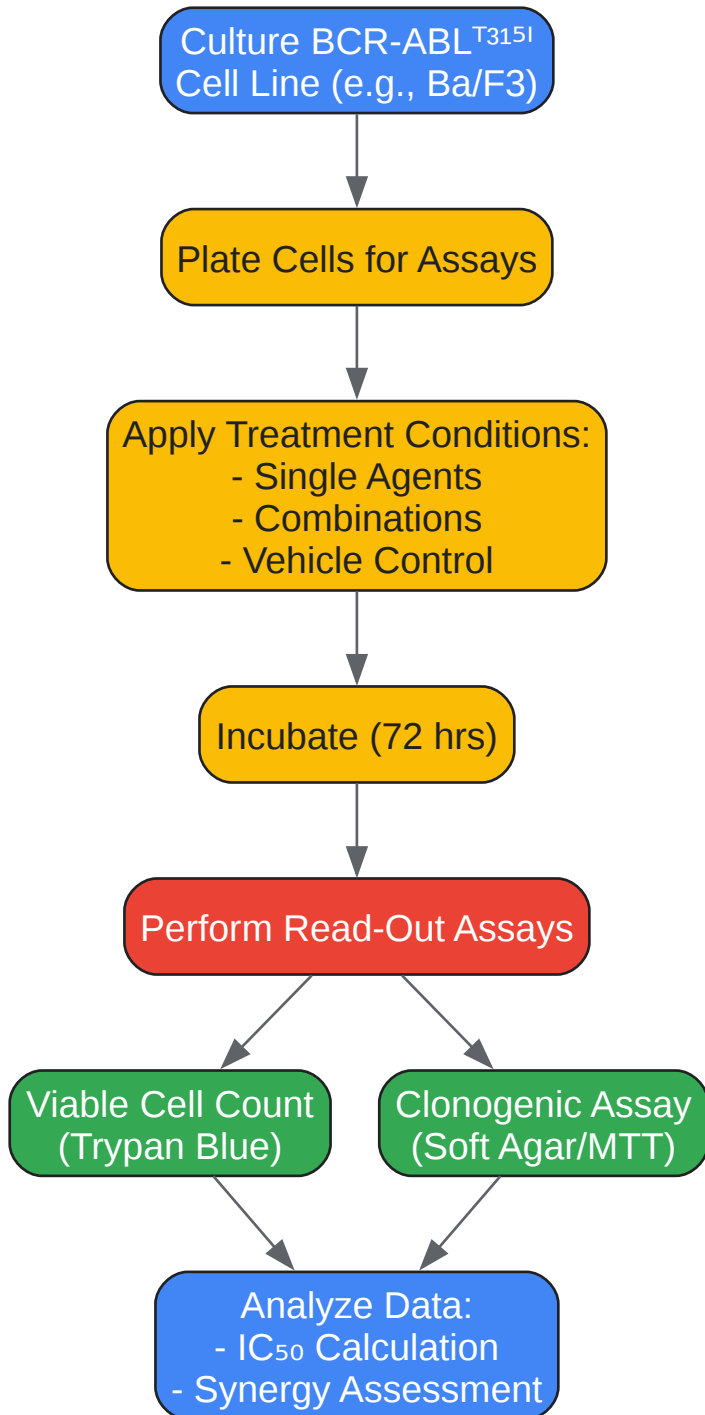 Culture BCR-ABLᵀ³¹⁵ᴵ
Cell Line (e.g., Ba/F3)
Plate Cells for Assays
Apply Treatment Conditions:
- Single Agents
- Combinations
- Vehicle Control
Incubate (72 hrs)
Perform Read-Out Assays
Viable Cell Count
(Trypan Blue)
Clonogenic Assay
(Soft Agar/MTT)
Analyze Data:
- IC₅₀ Calculation
- Synergy Assessment